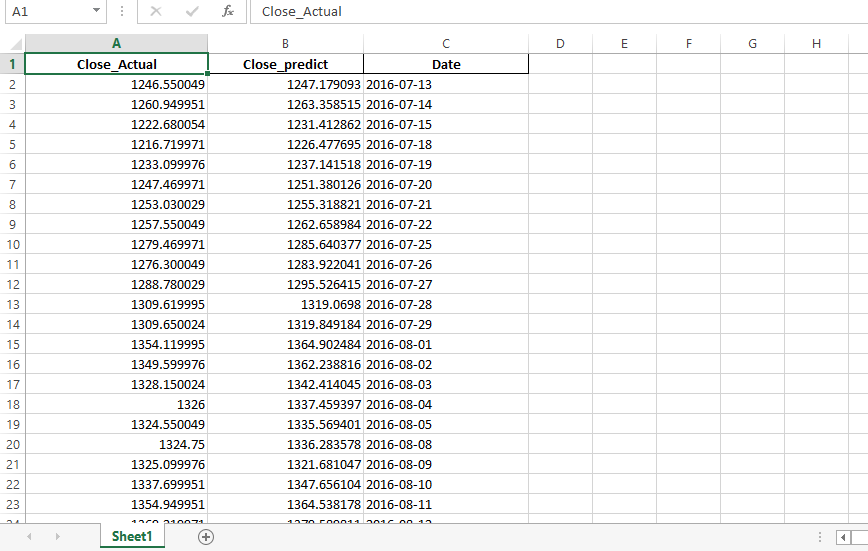 A1 fx Close_Actual
A B C D E F G H
1 Close_Actual Close_predict Date
2 1246.550049 1247.179093 2016-07-13
3 1260.949951 1263.358515 2016-07-14
4 1222.680054 1231.412862 2016-07-15
5 1216.719971 1226.477695 2016-07-18
6 1233.099976 1237.141518 2016-07-19
7 1247.469971 1251.380126 2016-07-20
8 1253.030029 1255.318821 2016-07-21
9 1257.550049 1262.658984 2016-07-22
10 1279.469971 1285.640377 2016-07-25
11 1276.300049 1283.922041 2016-07-26
12 1288.780029 1295.526415 2016-07-27
13 1309.619995 1319.0698 2016-07-28
14 1309.650024 1319.849184 2016-07-29
15 1354.119995 1364.902484 2016-08-01
16 1349.599976 1362.238816 2016-08-02
17 1328.150024 1342.414045 2016-08-03
18 1326 1337.459397 2016-08-04
19 1324.550049 1335.569401 2016-08-05
20 1324.75 1336.283578 2016-08-08
21 1325.099976 1321.681047 2016-08-09
22 1337.699951 1347.656104 2016-08-10
23 1354.949951 1364.538178 2016-08-11
Sheet1